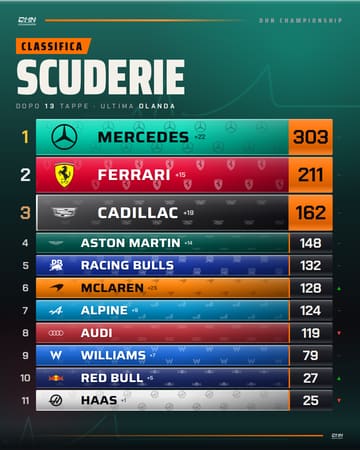 CHN
CHN CHAMPIONSHIP
CLASSIFICA
SCUDERIE
DOPO 13 TAPPE · ULTIMA OLANDA
1 MERCEDES +22 303
2 FERRARI +15 211
3 CADILLAC +19 162
4 ASTON MARTIN +14 148
5 RACING BULLS 132
6 MCLAREN +25 128
7 ALPINE +8 124
8 AUDI 119
9 WILLIAMS +7 79
10 RED BULL +5 27
11 HAAS +1 25
CHN